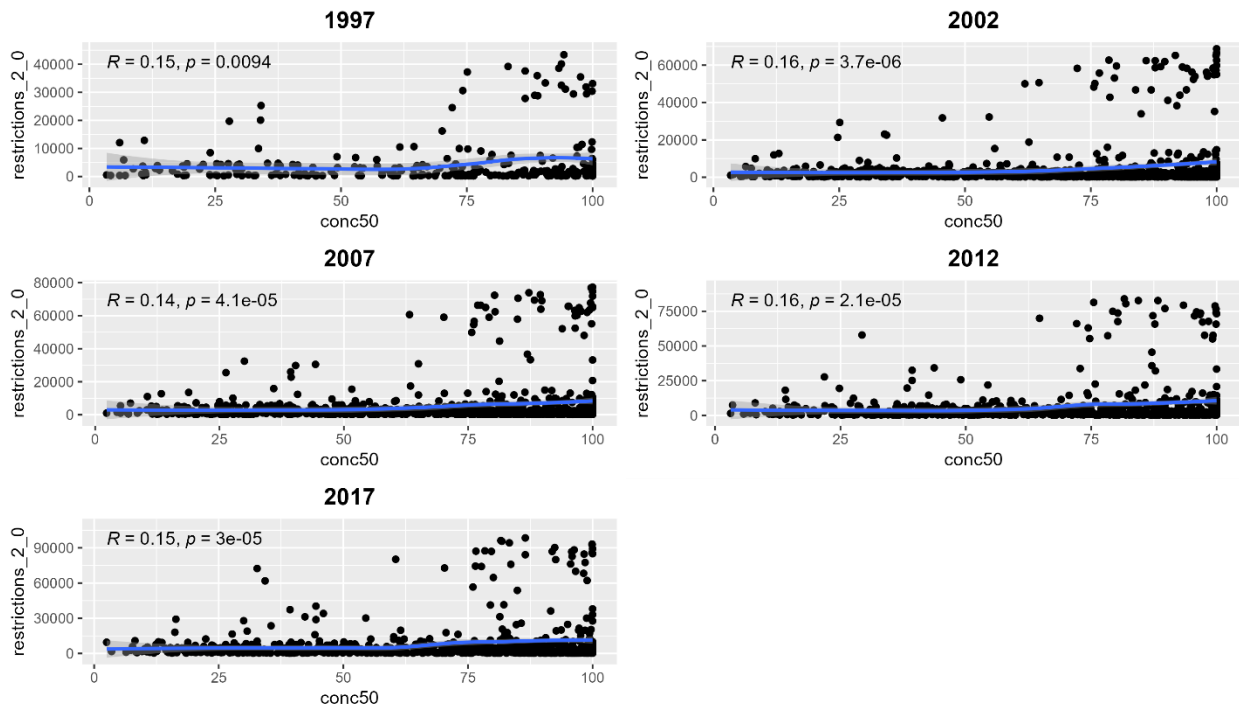 1997
R = 0.15, p = 0.0094
restrictions_2_0
40000
30000
20000
10000
0
0 25 50 75 100
conc50
2002
R = 0.16, p = 3.7e-06
restrictions_2_0
60000
40000
20000
0
0 25 50 75 100
conc50
2007
R = 0.14, p = 4.1e-05
restrictions_2_0
80000
60000
40000
20000
0
0 25 50 75 100
conc50
2012
R = 0.16, p = 2.1e-05
restrictions_2_0
75000
50000
25000
0
0 25 50 75 100
conc50
2017
R = 0.15, p = 3e-05
restrictions_2_0
90000
60000
30000
0
0 25 50 75 100
conc50